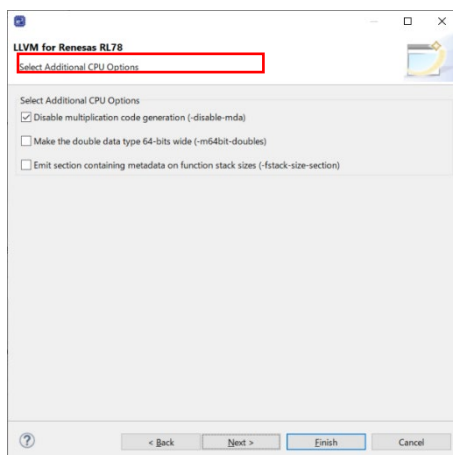 LLVM for Renesas RL78
Select Additional CPU Options
Select Additional CPU Options
Disable multiplication code generation (-disable-mda)
Make the double data type 64-bits wide (-m64bit-doubles)
Emit section containing metadata on function stack sizes (-fstack-size-section)
? < Back Next > Finish Cancel